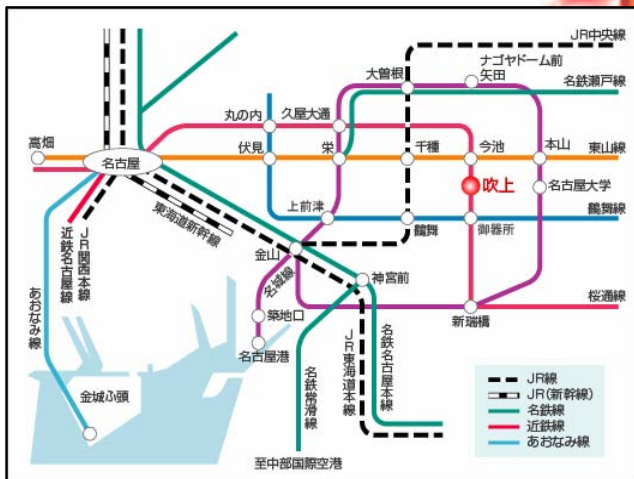 JR中央線
ナゴヤドーム前
矢田
大曽根
名鉄瀬戸線
丸の内
久屋大通
高畑
名古屋
伏見
栄
千種
今池
本山
東山線
吹上
名古屋大学
東海道新幹線
上前津
鶴舞
御器所
鶴舞線
JR関西本線
近鉄名古屋線
あおなみ線
金山
名城線
神宮前
築地口
新瑞橋
桜通線
名古屋港
名鉄常滑線
JR東海道本線
名鉄名古屋本線
金城ふ頭
至中部国際空港
JR線
JR(新幹線)
名鉄線
近鉄線
あおなみ線